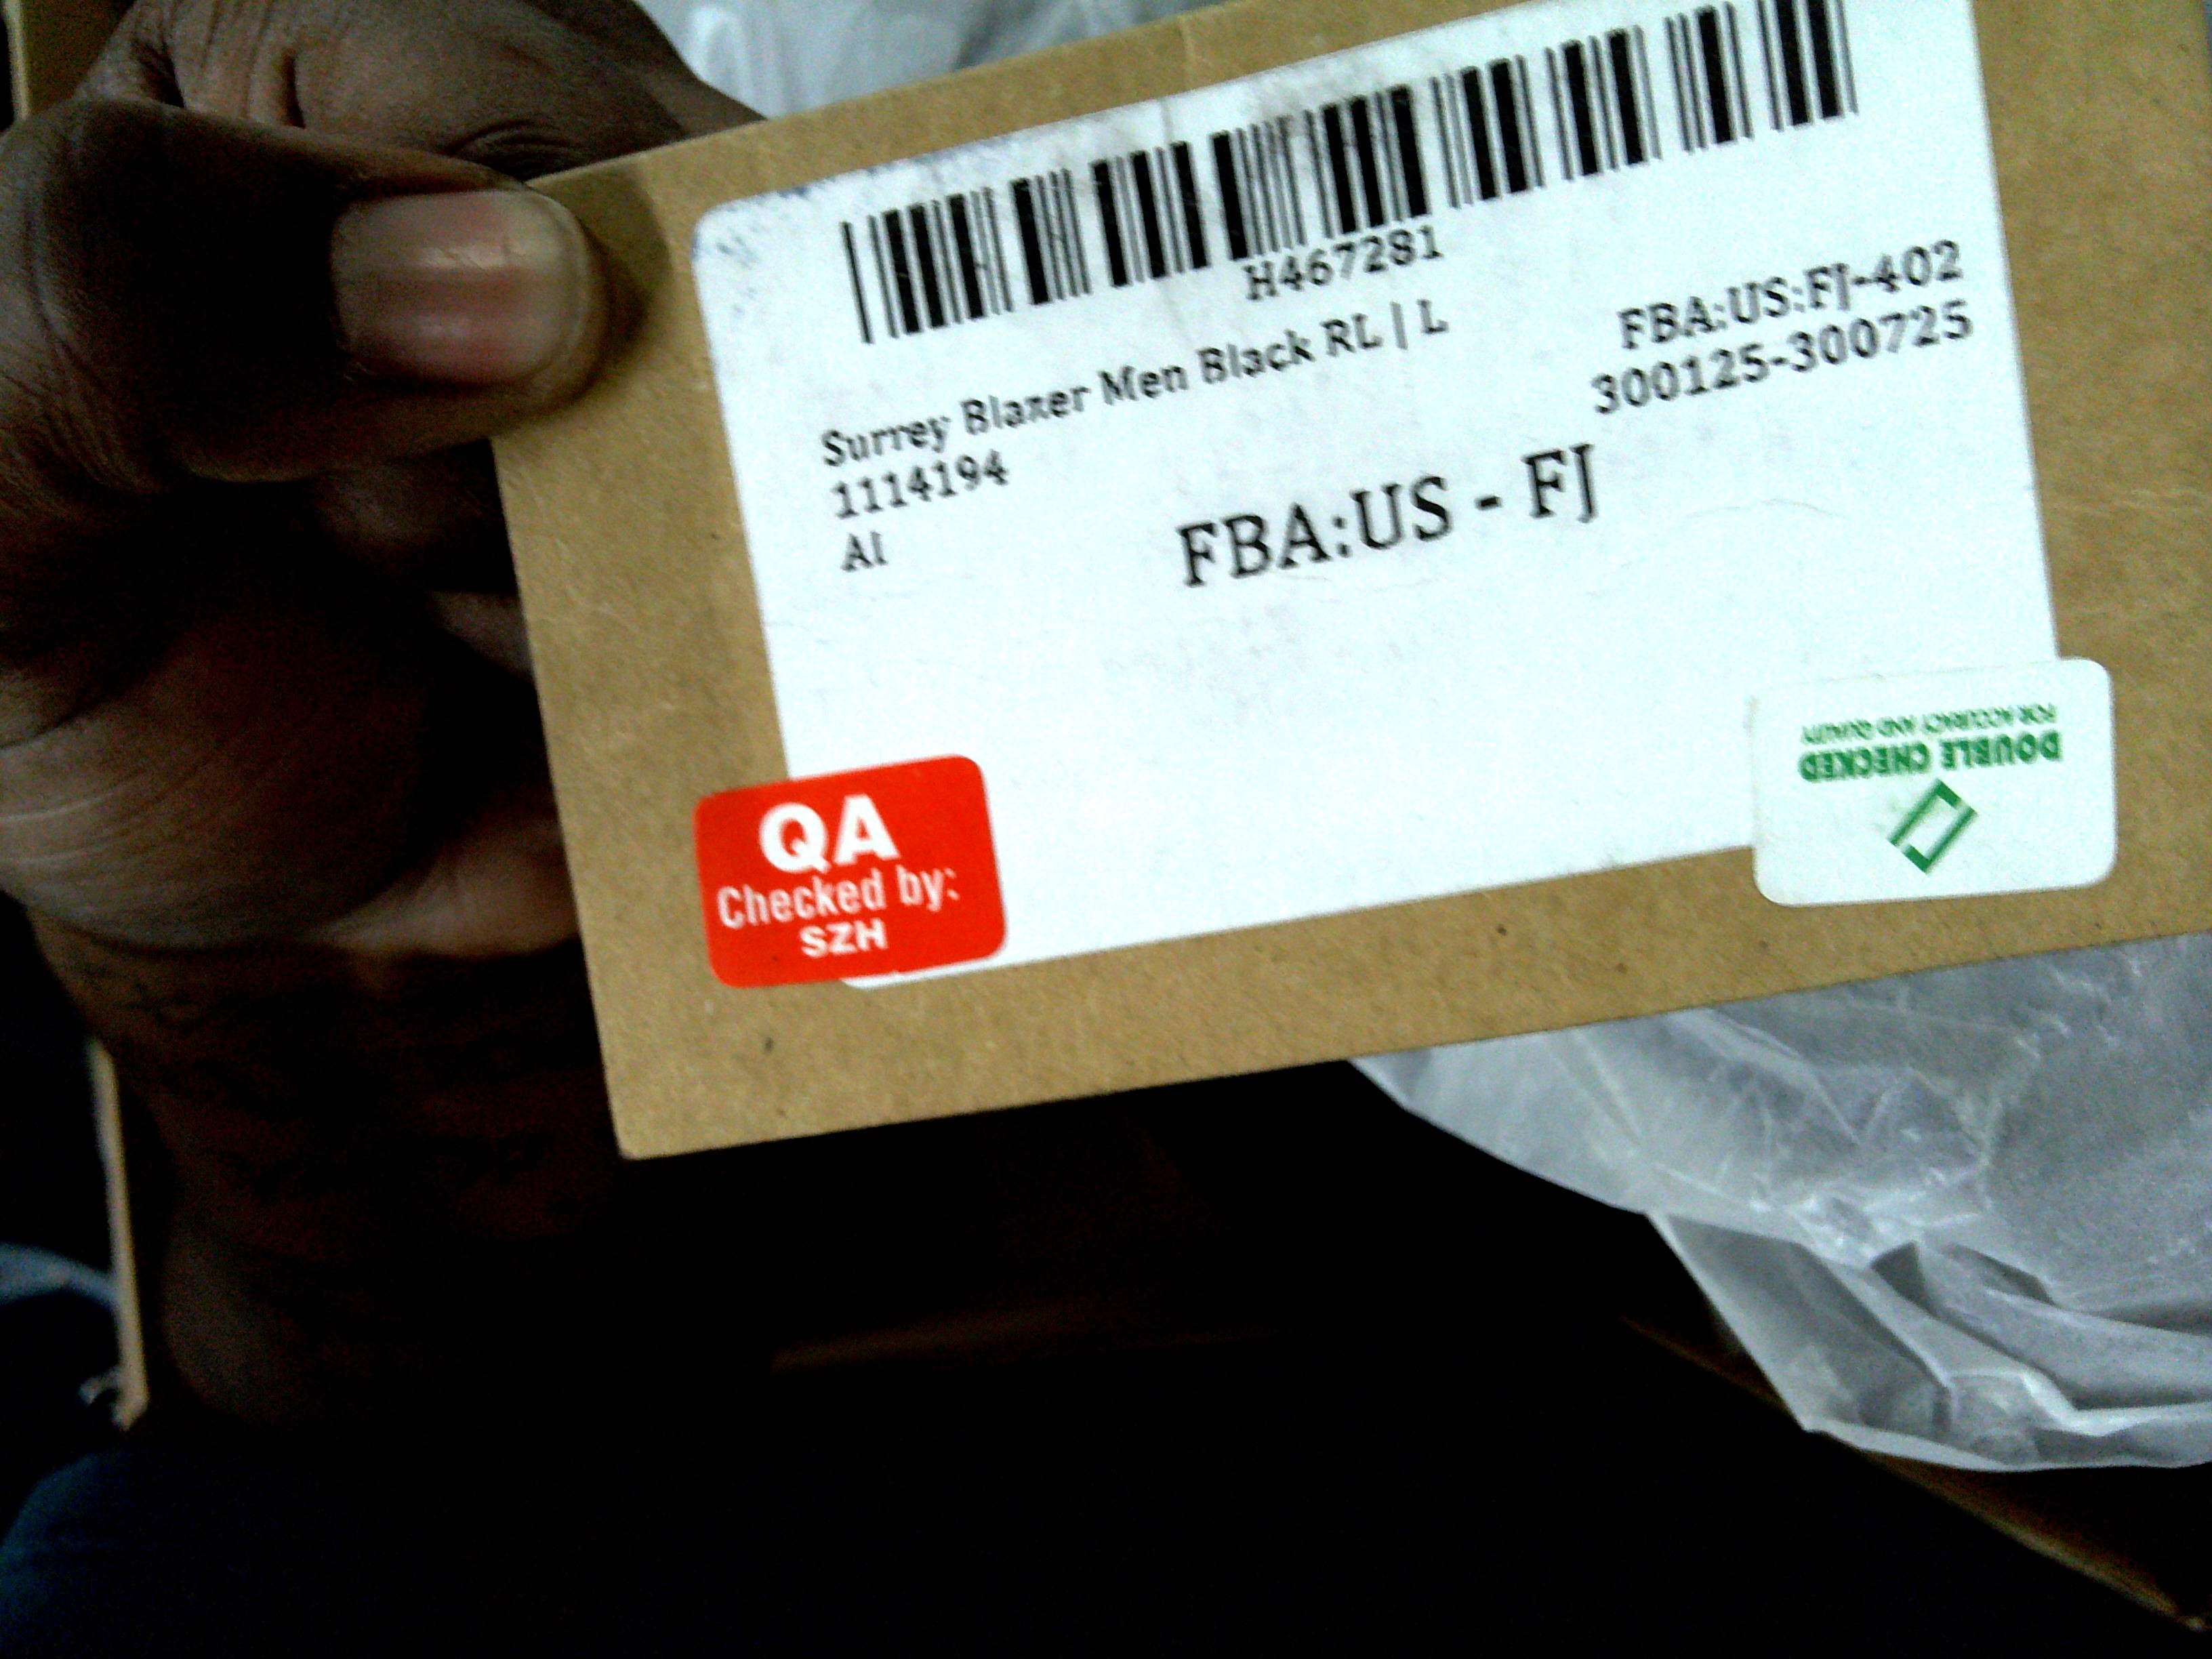 H467281
Surrey Blazer Men Black RL | L
1114194
AI
FBA:US:FJ-402
300125-300725
FBA:US - FJ
QA
Checked by:
SZH
DOUBLE CHECKED
FOR ACCURACY AND QUALITY